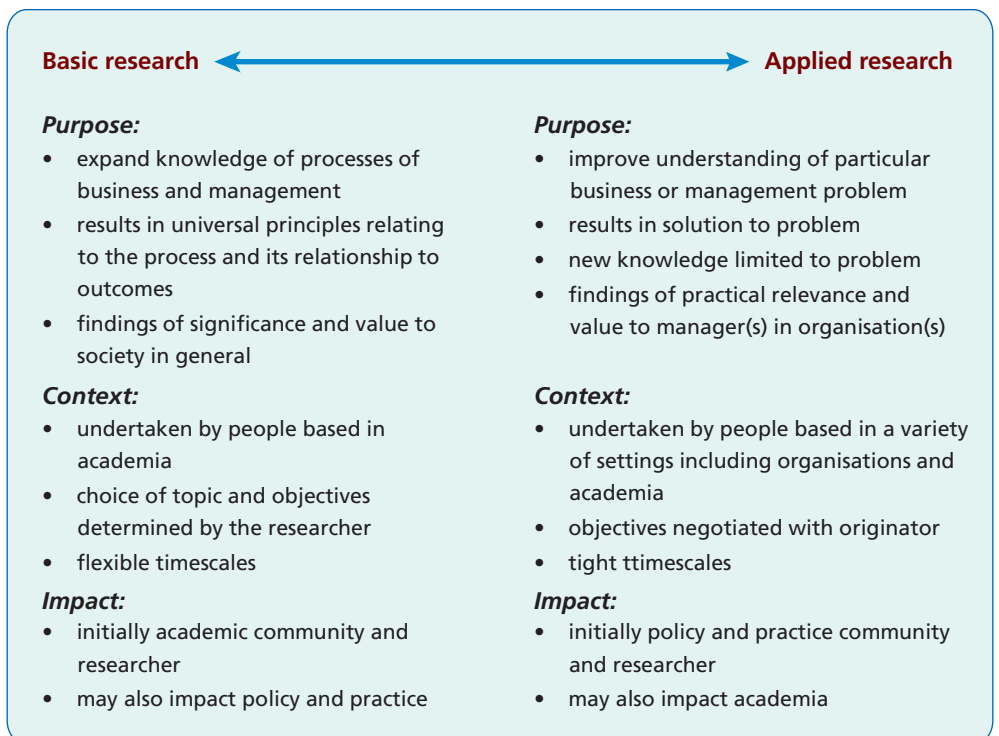 Basic research
Applied research
Purpose:
• expand knowledge of processes of
business and management
• results in universal principles relating
to the process and its relationship to
outcomes
• findings of significance and value to
society in general
Context:
• undertaken by people based in
academia
• choice of topic and objectives
determined by the researcher
• flexible timescales
Impact:
• initially academic community and
researcher
• may also impact policy and practice
Purpose:
• improve understanding of particular
business or management problem
• results in solution to problem
• new knowledge limited to problem
• findings of practical relevance and
value to manager(s) in organisation(s)
Context:
• undertaken by people based in a variety
of settings including organisations and
academia
• objectives negotiated with originator
• tight ttimescales
Impact:
• initially policy and practice community
and researcher
• may also impact academia